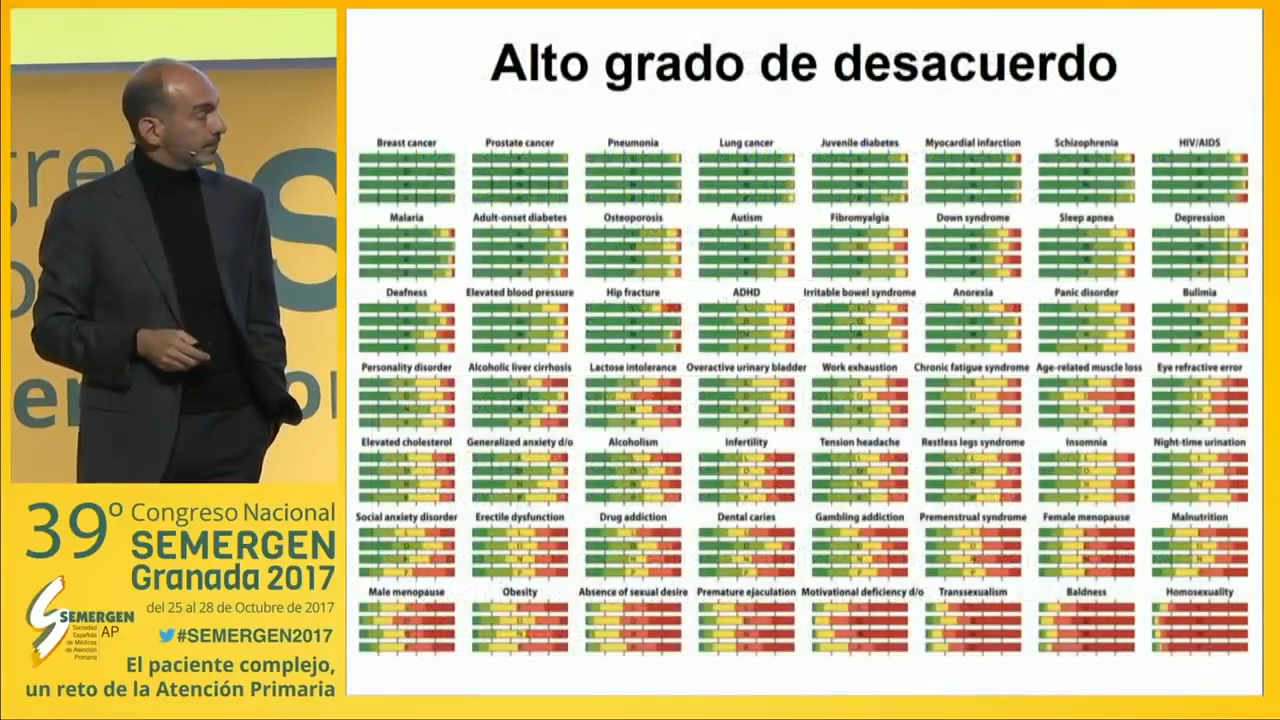 Alto grado de desacuerdo
Breast cancer Prostate cancer Pneumonia Lung cancer Juvenile diabetes Myocardial infarction Schizophrenia HIV/AIDS
Malaria Adult-onset diabetes Osteoporosis Autism Fibromyalgia Down syndrome Sleep apnea Depression
Deafness Elevated blood pressure Hip fracture ADHD Irritable bowel syndrome Anorexia Panic disorder Bulimia
Personality disorder Alcoholic liver cirrhosis Lactose intolerance Overactive urinary bladder Work exhaustion Chronic fatigue syndrome Age-related muscle loss Eye refractive error
Elevated cholesterol Generalized anxiety d/o Alcoholism Infertility Tension headache Restless legs syndrome Insomnia Night-time urination
Social anxiety disorder Erectile dysfunction Drug addiction Dental caries Gambling addiction Premenstrual syndrome Female menopause Malnutrition
Male menopause Obesity Absence of sexual desire Premature ejaculation Motivational deficiency d/o Transsexualism Baldness Homosexuality
39º Congreso Nacional
SEMERGEN
Granada 2017
del 25 al 28 de Octubre de 2017
SEMERGEN
Sociedad
Española
de Médicos
de Atención
Primaria
AP
#SEMERGEN2017
El paciente complejo,
un reto de la Atención Primaria